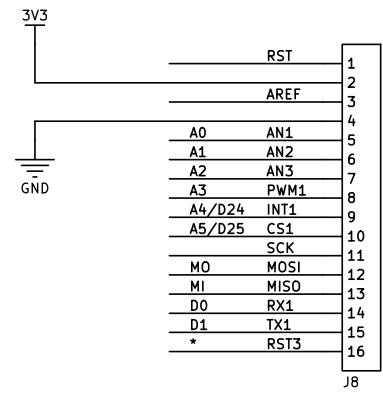 3V3
RST 1
2
AREF 3
4
A0 AN1 5
A1 AN2 6
A2 AN3 7
GND
A3 PWM1 8
A4/D24 INT1 9
A5/D25 CS1 10
SCK 11
MO MOSI 12
MI MISO 13
D0 RX1 14
D1 TX1 15
* RST3 16
J8